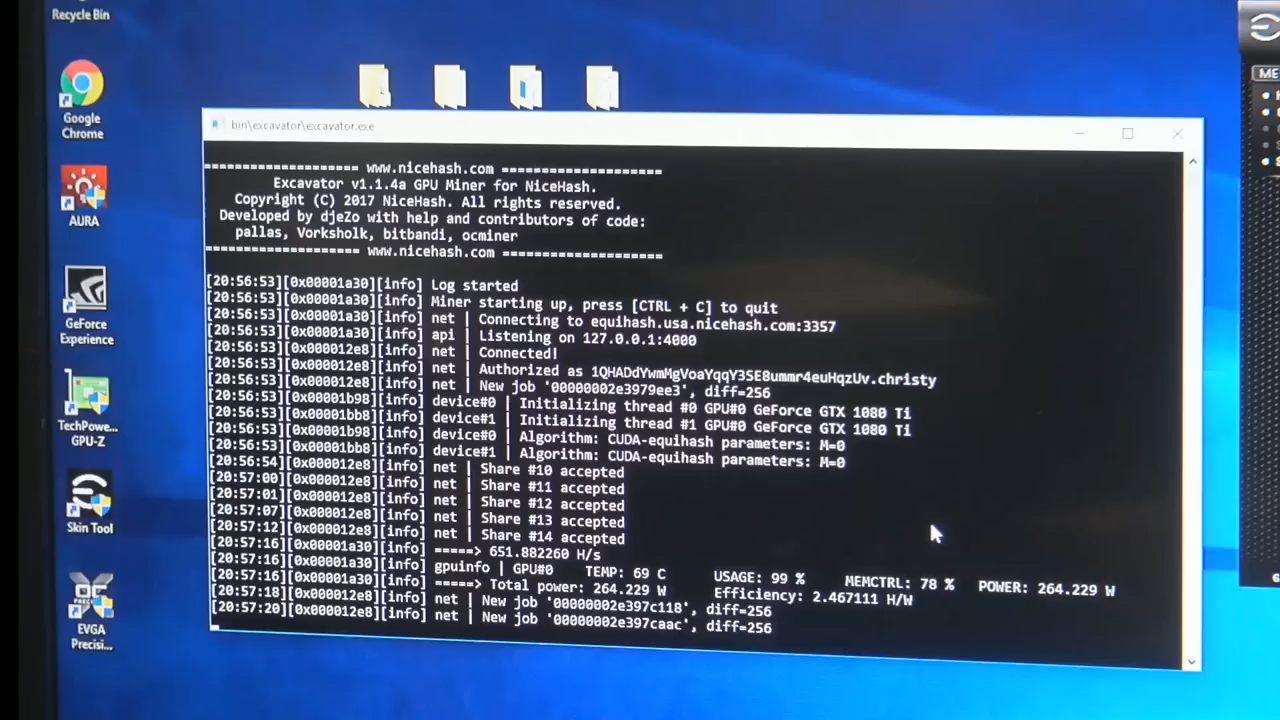 Recycle Bin
Google
Chrome
AURA
GeForce
Experience
TechPowe...
GPU-Z
Skin Tool
EVGA
Precisi...
bin\excavator\excavator.exe
=================== www.nicehash.com ===================
Excavator v1.1.4a GPU Miner for NiceHash.
Copyright (C) 2017 NiceHash. All rights reserved.
Developed by djeZo with help and contributors of code:
pallas, Vorksholk, bitbandi, ocminer
=================== www.nicehash.com ===================
[20:56:53][0x00001a30][info] Log started
[20:56:53][0x00001a30][info] Miner starting up, press [CTRL + C] to quit
[20:56:53][0x00001a30][info] net | Connecting to equihash.usa.nicehash.com:3357
[20:56:53][0x00001a30][info] api | Listening on 127.0.0.1:4000
[20:56:53][0x000012e8][info] net | Connected!
[20:56:53][0x000012e8][info] net | Authorized as 1QHADdYwmMgVoaYqqY3SE8ummr4euHqzUv.christy
[20:56:53][0x000012e8][info] net | New job '00000002e3979ee3', diff=256
[20:56:53][0x00001b98][info] device#0 | Initializing thread #0 GPU#0 GeForce GTX 1080 Ti
[20:56:53][0x00001bb8][info] device#1 | Initializing thread #1 GPU#0 GeForce GTX 1080 Ti
[20:56:53][0x00001b98][info] device#0 | Algorithm: CUDA-equihash parameters: M=0
[20:56:53][0x00001bb8][info] device#1 | Algorithm: CUDA-equihash parameters: M=0
[20:56:54][0x000012e8][info] net | Share #10 accepted
[20:57:00][0x000012e8][info] net | Share #11 accepted
[20:57:01][0x000012e8][info] net | Share #12 accepted
[20:57:07][0x000012e8][info] net | Share #13 accepted
[20:57:12][0x000012e8][info] net | Share #14 accepted
[20:57:16][0x00001a30][info] =====> 651.882260 H/s
[20:57:16][0x00001a30][info] gpuinfo | GPU#0 TEMP: 69 C USAGE: 99 % MEMCTRL: 78 % POWER: 264.229 W
[20:57:16][0x00001a30][info] =====> Total power: 264.229 W Efficiency: 2.467111 H/W
[20:57:18][0x000012e8][info] net | New job '00000002e397c118', diff=256
[20:57:20][0x000012e8][info] net | New job '00000002e397caac', diff=256
ME